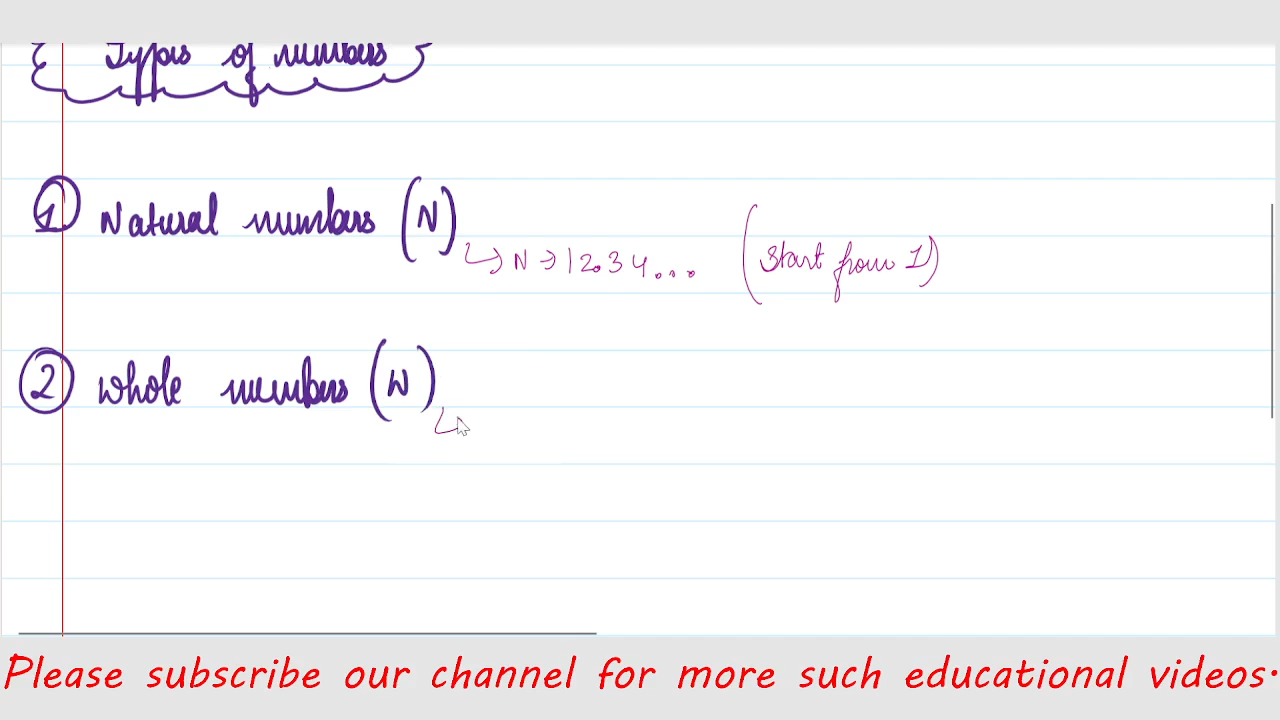 Types of numbers
1 Natural numbers (N)
↳ N → 1 2 . 3 4 . . . (Start from 1)
2 Whole numbers (W)
Please subscribe our channel for more such educational videos.